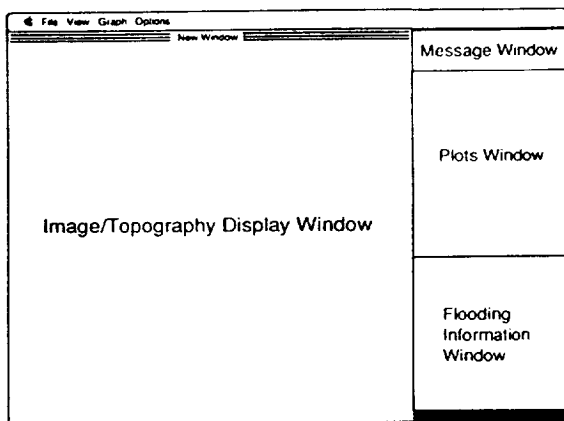 File View Graph Options
New Window
Message Window
Plots Window
Image/Topography Display Window
Flooding
Information
Window